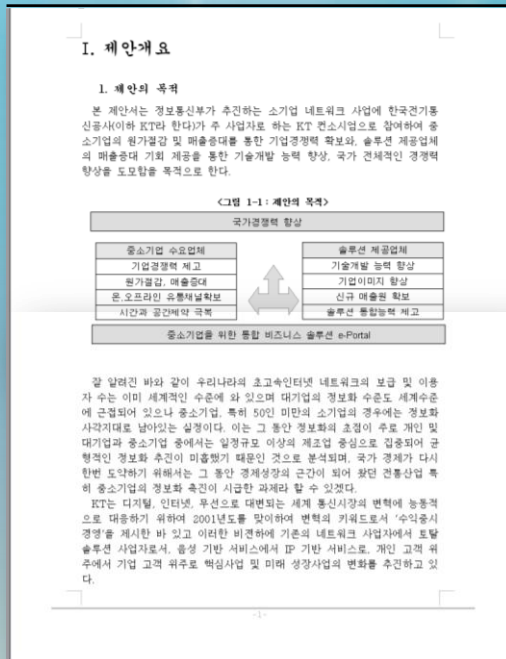 I. 제안개요
1. 제안의 목적
본 제안서는 정보통신부가 추진하는 소기업 네트워크 사업에 한국전기통
신공사(이하 KT라 한다)가 주 사업자로 하는 KT 컨소시엄으로 참여하여 중
소기업의 원가절감 및 매출증대를 통한 기업경쟁력 확보와, 솔루션 제공업체
의 매출증대 기회 제공을 통한 기술개발 능력 향상, 국가 전체적인 경쟁력
향상을 도모함을 목적으로 한다.
<그림 1-1 : 제안의 목적>
국가경쟁력 향상
중소기업 수요업체
기업경쟁력 제고
원가절감, 매출증대
온.오프라인 유통채널확보
시간과 공간제약 극복
솔루션 제공업체
기술개발 능력 향상
기업이미지 향상
신규 매출원 확보
솔루션 통합능력 제고
중소기업을 위한 통합 비즈니스 솔루션 e-Portal
잘 알려진 바와 같이 우리나라의 초고속인터넷 네트워크의 보급 및 이용
자 수는 이미 세계적인 수준에 와 있으며 대기업의 정보화 수준도 세계수준
에 근접되어 있으나 중소기업, 특히 50인 미만의 소기업의 경우에는 정보화
사각지대로 남아있는 실정이다. 이는 그 동안 정보화의 초점이 주로 개인 및
대기업과 중소기업 중에서는 일정규모 이상의 제조업 중심으로 집중되어 균
형적인 정보화 추진이 미흡했기 때문인 것으로 분석되며, 국가 경제가 다시
한번 도약하기 위해서는 그 동안 경제성장의 근간이 되어 왔던 전통산업 특
히 중소기업의 정보화 촉진이 시급한 과제라 할 수 있겠다.
KT는 디지털, 인터넷, 무선으로 대변되는 세계 통신시장의 변혁에 능동적
으로 대응하기 위하여 2001년도를 맞이하여 변혁의 키워드로서 '수익중시
경영'을 제시한 바 있고 이러한 비젼하에 기존의 네트워크 사업자에서 토탈
솔루션 사업자로서, 음성 기반 서비스에서 IP 기반 서비스로, 개인 고객 위
주에서 기업 고객 위주로 핵심사업 및 미래 성장사업의 변화를 추진하고 있
다.
-1-